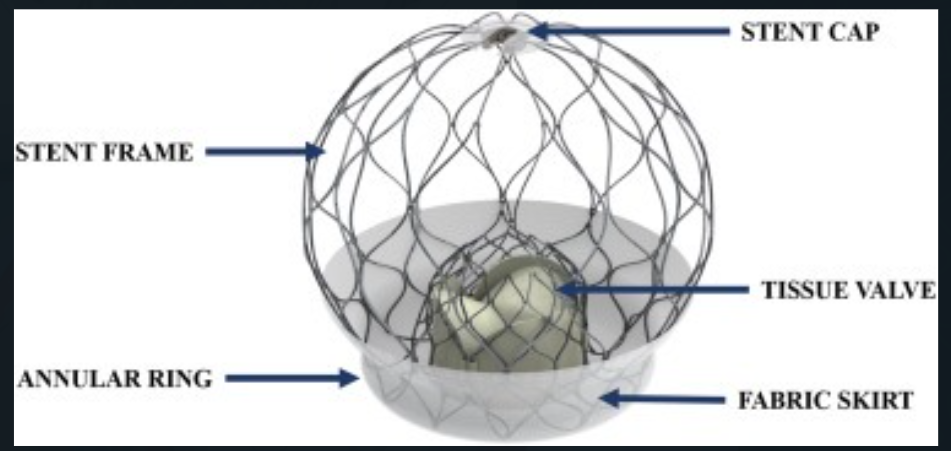 STENT CAP
STENT FRAME
TISSUE VALVE
ANNULAR RING
FABRIC SKIRT